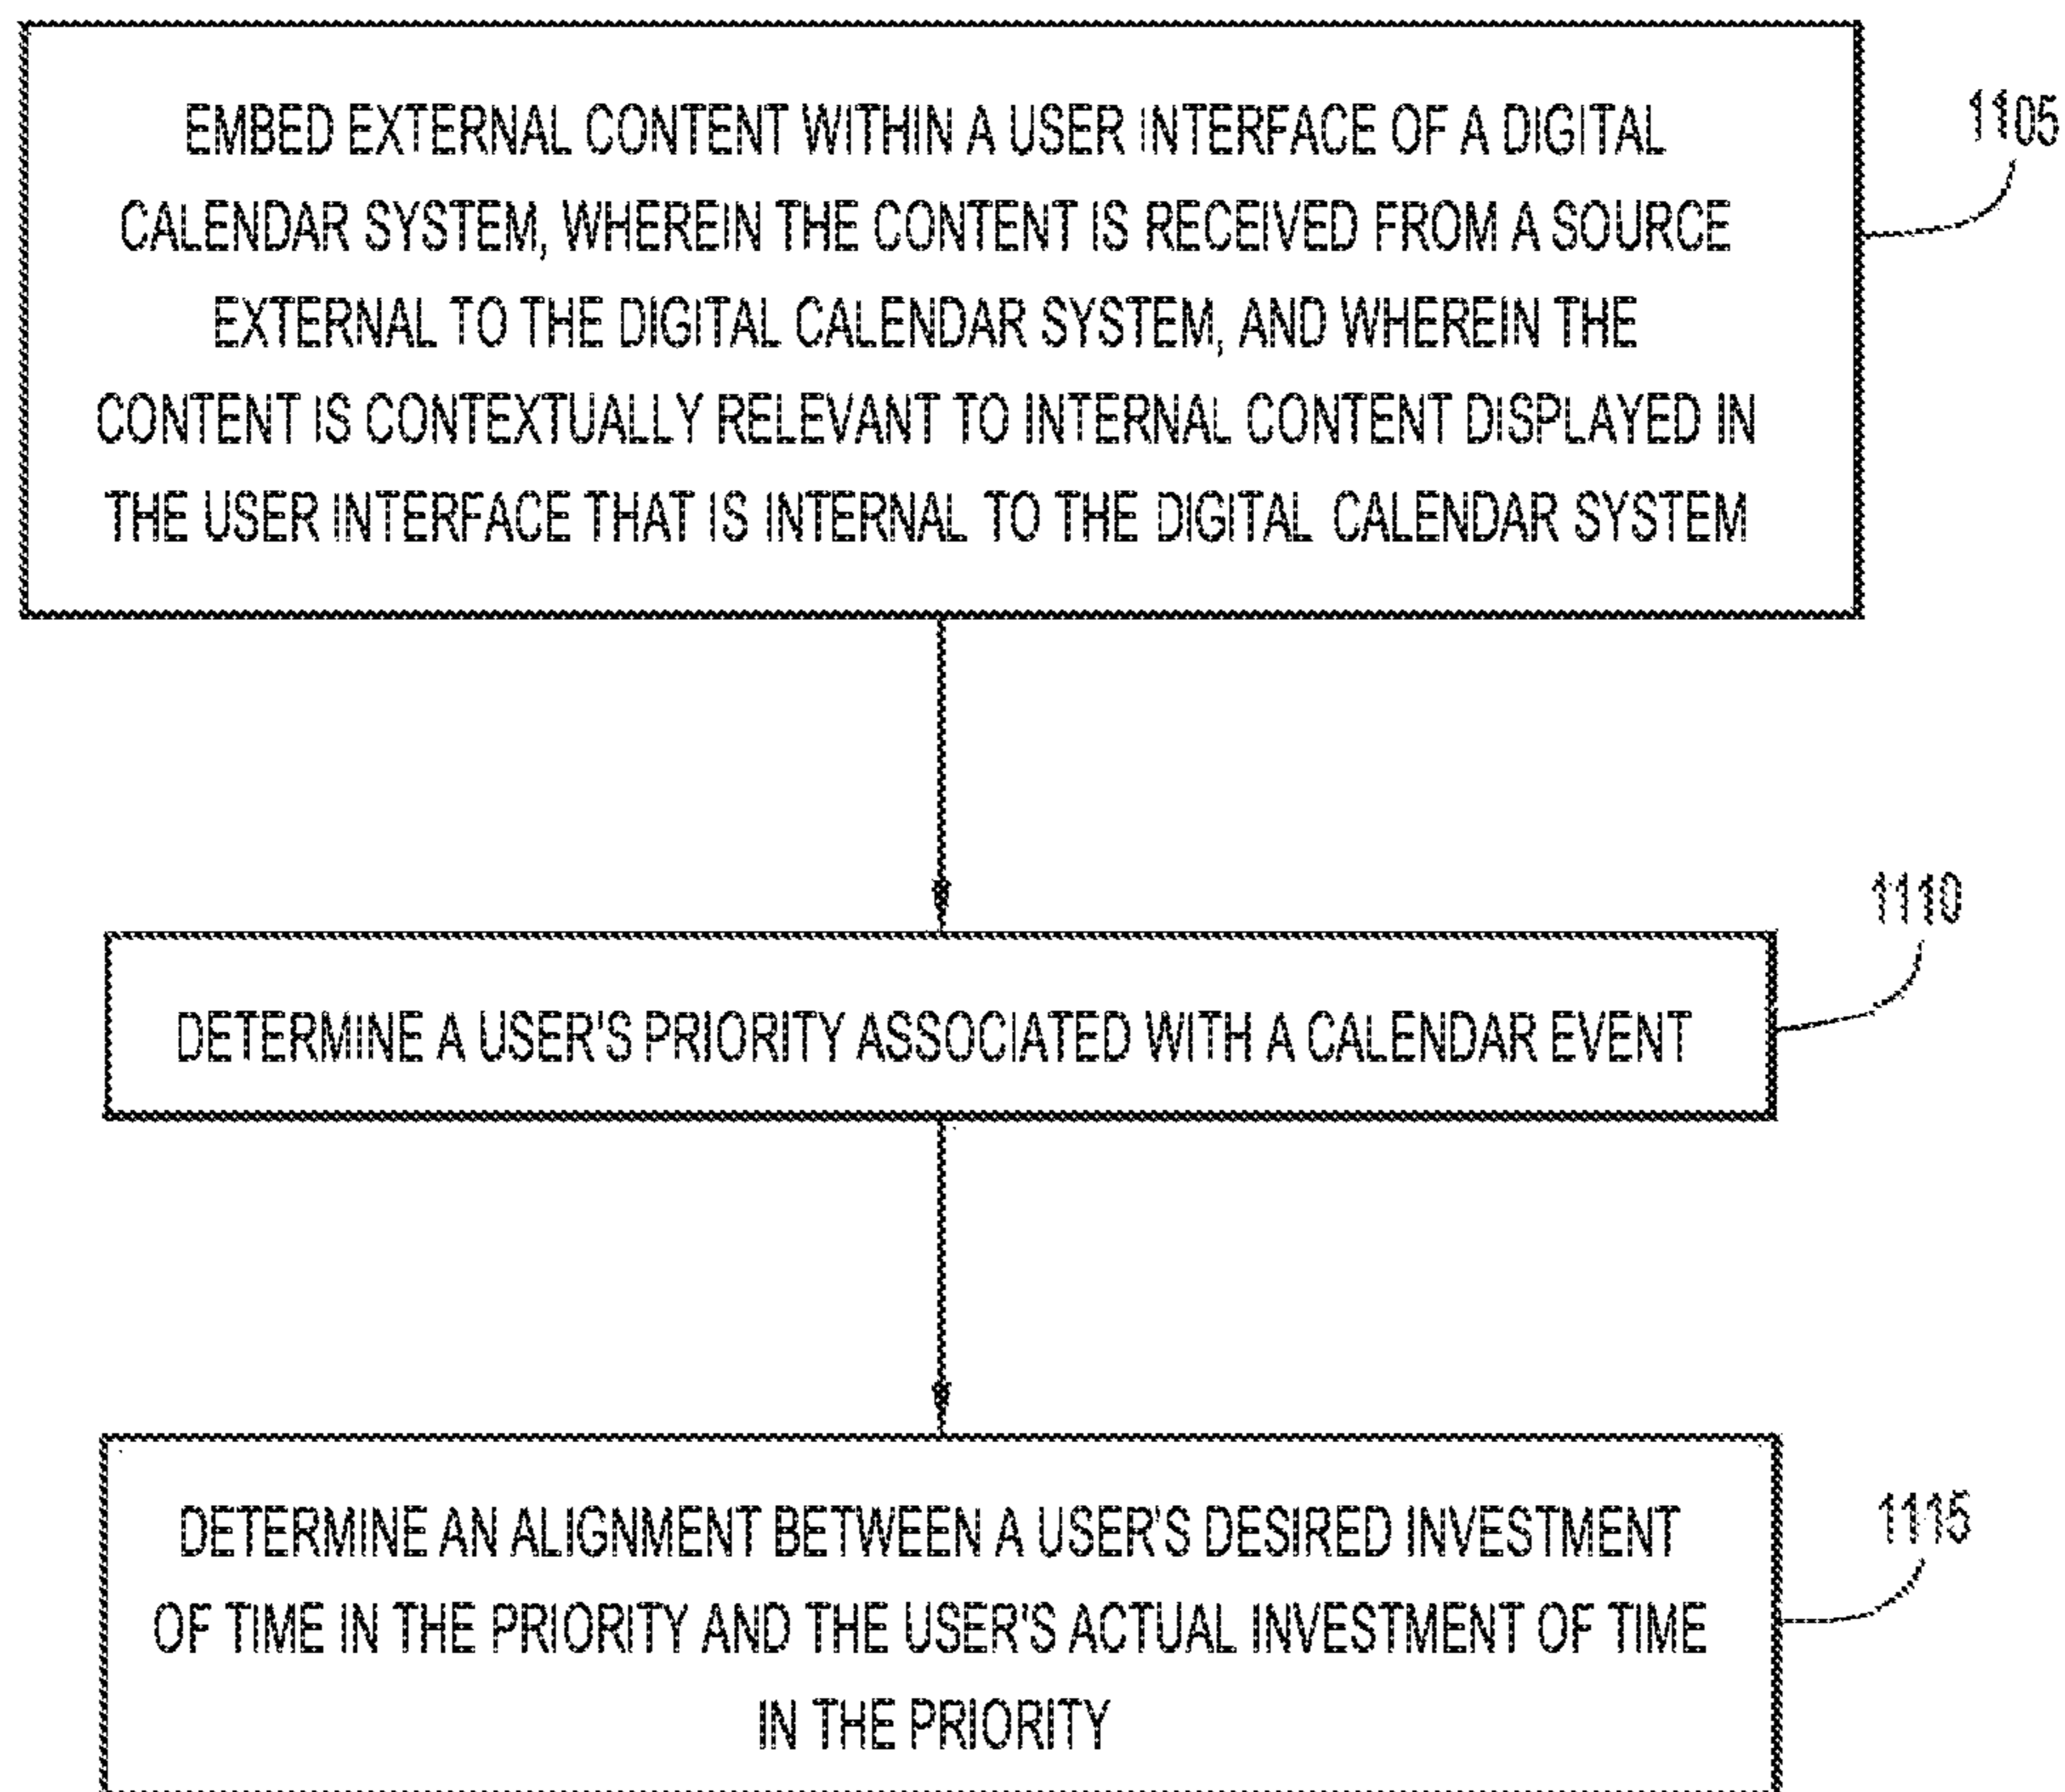 EMBED EXTERNAL CONTENT WITHIN A USER INTERFACE OF A DIGITAL
CALENDAR SYSTEM, WHEREIN THE CONTENT IS RECEIVED FROM A SOURCE
EXTERNAL TO THE DIGITAL CALENDAR SYSTEM, AND WHEREIN THE
CONTENT IS CONTEXTUALLY RELEVANT TO INTERNAL CONTENT DISPLAYED IN
THE USER INTERFACE THAT IS INTERNAL TO THE DIGITAL CALENDAR SYSTEM
1105
1110
DETERMINE A USER'S PRIORITY ASSOCIATED WITH A CALENDAR EVENT
1115
DETERMINE AN ALIGNMENT BETWEEN A USER'S DESIRED INVESTMENT
OF TIME IN THE PRIORITY AND THE USER'S ACTUAL INVESTMENT OF TIME
IN THE PRIORITY